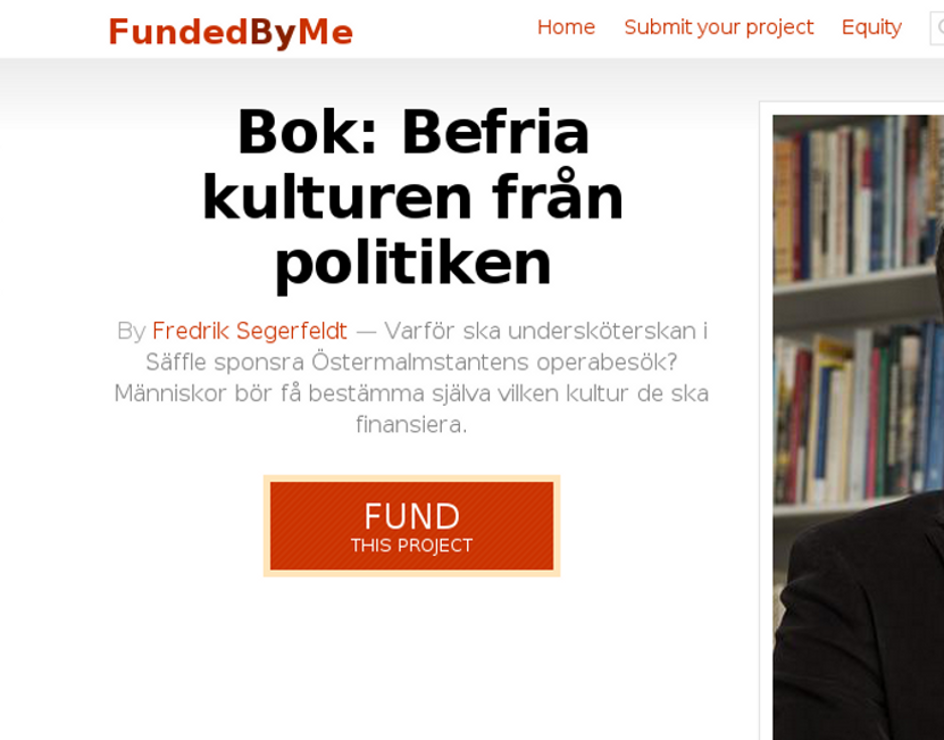 FundedByMe
Home Submit your project Equity
Bok: Befria
kulturen från
politiken
By Fredrik Segerfeldt — Varför ska undersköterskan i
Säffle sponsra Östermalmstantens operabesök?
Människor bör få bestämma själva vilken kultur de ska
finansiera.
FUND
THIS PROJECT